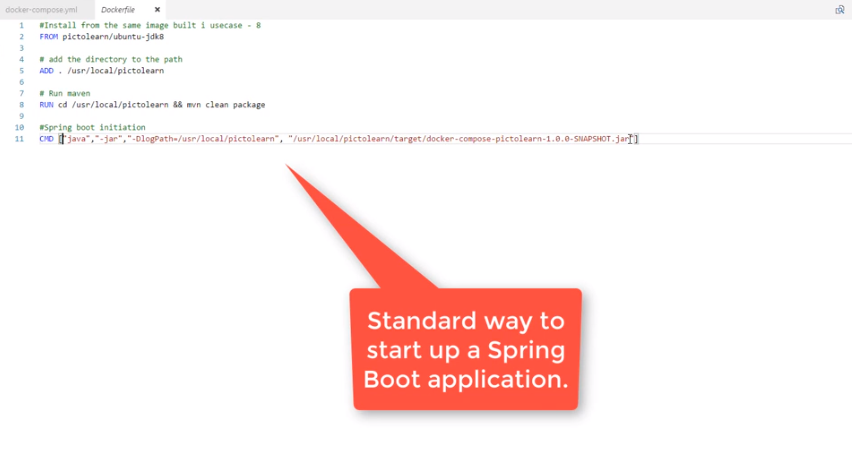 docker-compose.yml Dockerfile ×
1 #Install from the same image built i usecase - 8
2 FROM pictolearn/ubuntu-jdk8
3
4 # add the directory to the path
5 ADD . /usr/local/pictolearn
6
7 # Run maven
8 RUN cd /usr/local/pictolearn && mvn clean package
9
10 #Spring boot initiation
11 CMD ["java","-jar","-DlogPath=/usr/local/pictolearn", "/usr/local/pictolearn/target/docker-compose-pictolearn-1.0.0-SNAPSHOT.jar"]
Standard way to
start up a Spring
Boot application.